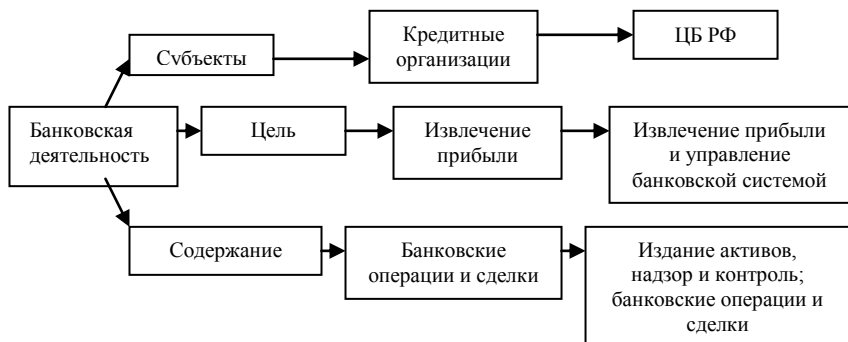 Субъекты
Кредитные
организации
ЦБ РФ
Банковская
деятельность
Цель
Извлечение
прибыли
Извлечение прибыли
и управление
банковской системой
Содержание
Банковские
операции и сделки
Издание активов,
надзор и контроль;
банковские операции и
сделки